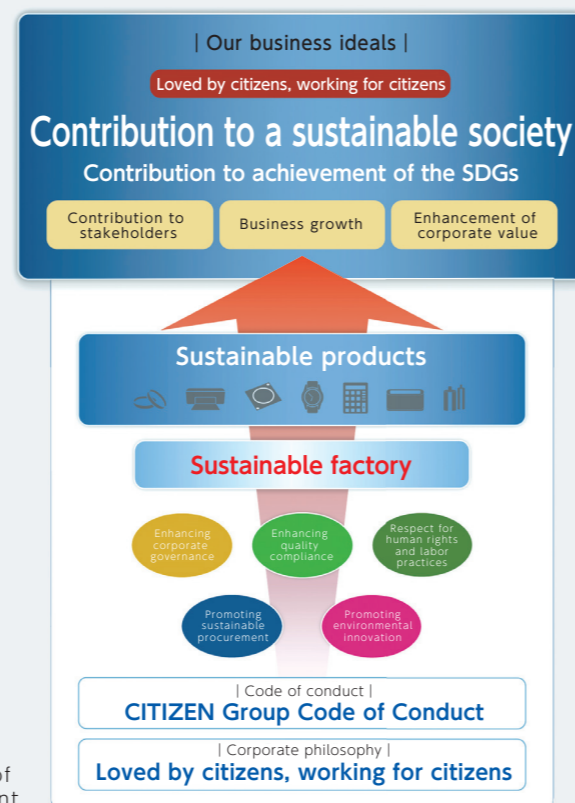 | Our business ideals |
Loved by citizens, working for citizens
Contribution to a sustainable society
Contribution to achievement of the SDGs
Contribution to
stakeholders
Business growth
Enhancement of
corporate value
Sustainable products
Sustainable factory
Enhancing
corporate
governance
Enhancing
quality
compliance
Respect for
human rights
and labor
practices
Promoting
sustainable
procurement
Promoting
environmental
innovation
| Code of conduct |
CITIZEN Group Code of Conduct
| Corporate philosophy |
Loved by citizens, working for citizens
of